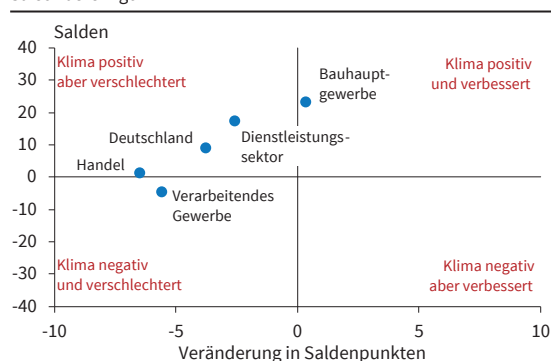 Salden
40
30
20
10
0
-10
-20
-30
-40
Klima positiv
aber verschlechtert
Klima positiv
und verbessert
Bauhaupt-
gewerbe
Deutschland
Dienstleistungs-
sektor
Handel
Verarbeitendes
Gewerbe
Klima negativ
und verschlechtert
Klima negativ
aber verbessert
-10
-5
0
5
10
Veränderung in Saldenpunkten